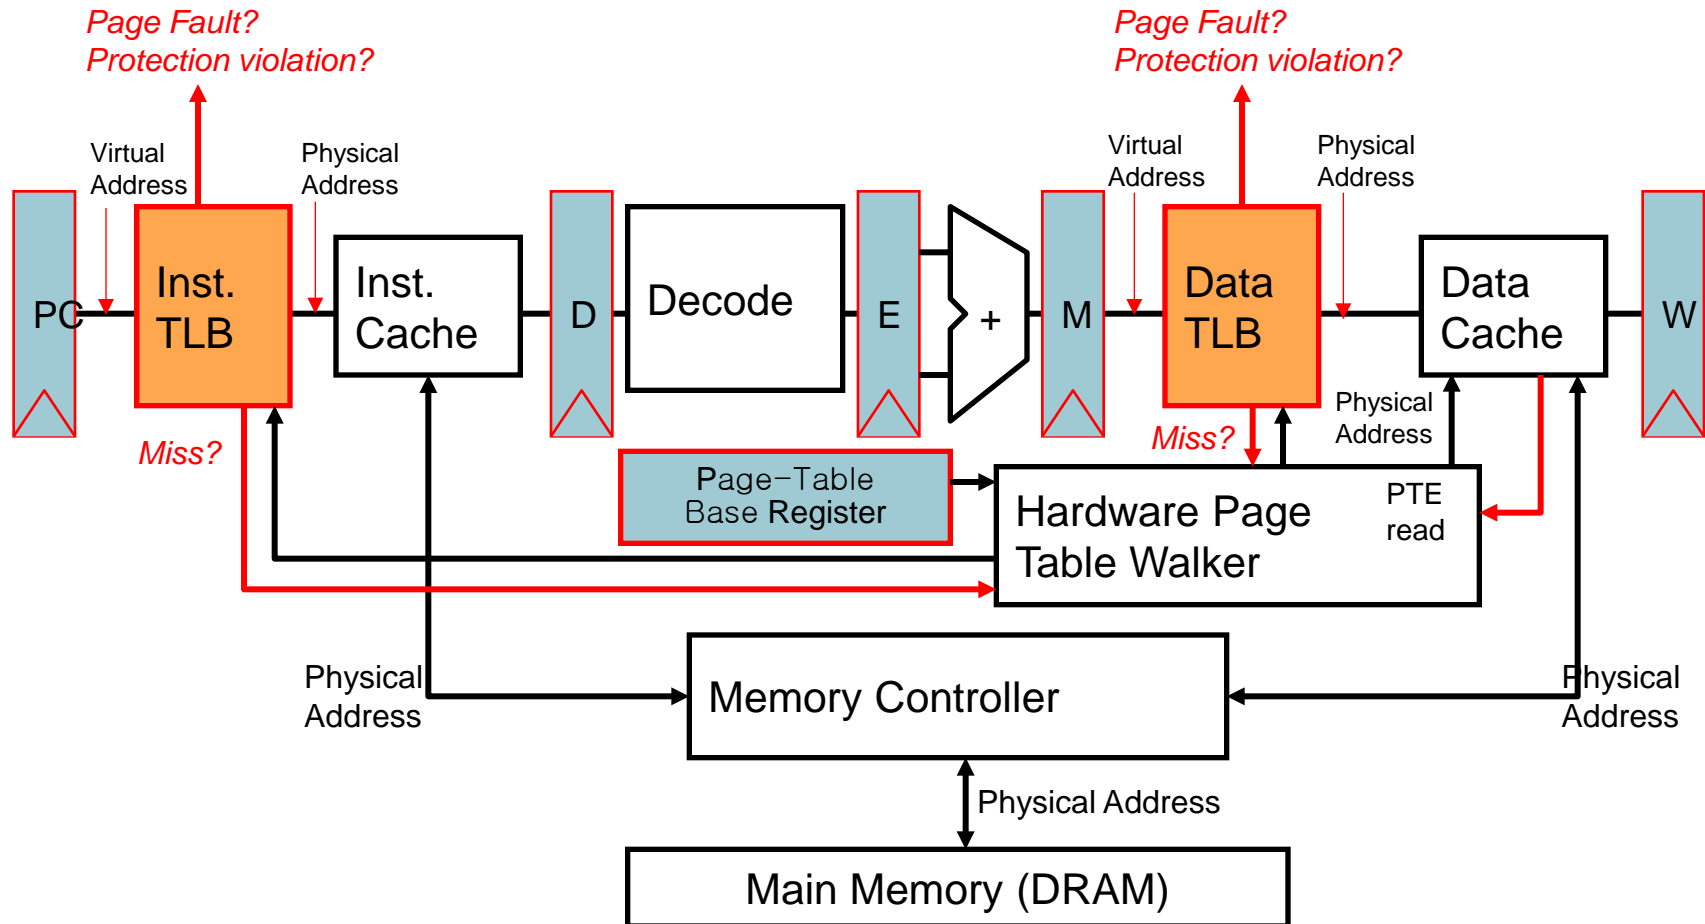 Page Fault?
Protection violation?
Page Fault?
Protection violation?
Virtual
Address
Physical
Address
Virtual
Address
Physical
Address
PC
Inst.
TLB
Inst.
Cache
D
Decode
E
+
M
Data
TLB
Data
Cache
W
Miss?
Miss?
Physical
Address
Page-Table
Base Register
Hardware Page
Table Walker
PTE
read
Physical
Address
Memory Controller
Physical
Address
Physical Address
Main Memory (DRAM)